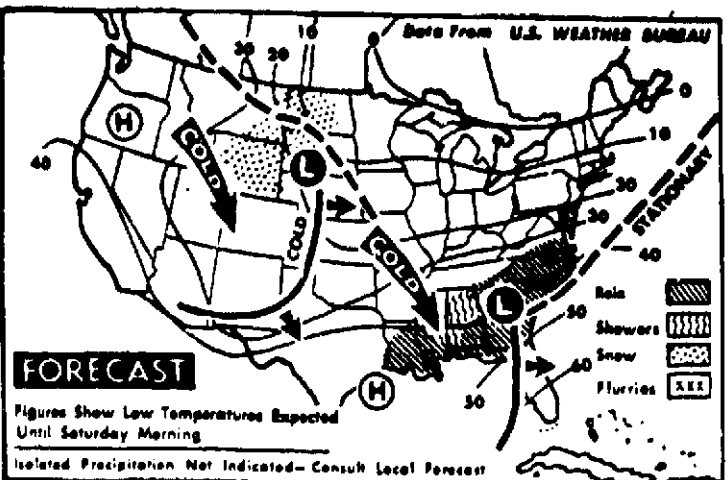 Data From U.S. WEATHER BUREAU
30 20 10 0
H
0
10
COLD
L
40
30
COLD
30
STATIONARY
COLD
40
Rain
L
50
Showers
Snow
60
Flurries
FORECAST
H
50
Figures Show Low Temperatures Expected
Until Saturday Morning
Isolated Precipitation Not Indicated—Consult Local Forecast